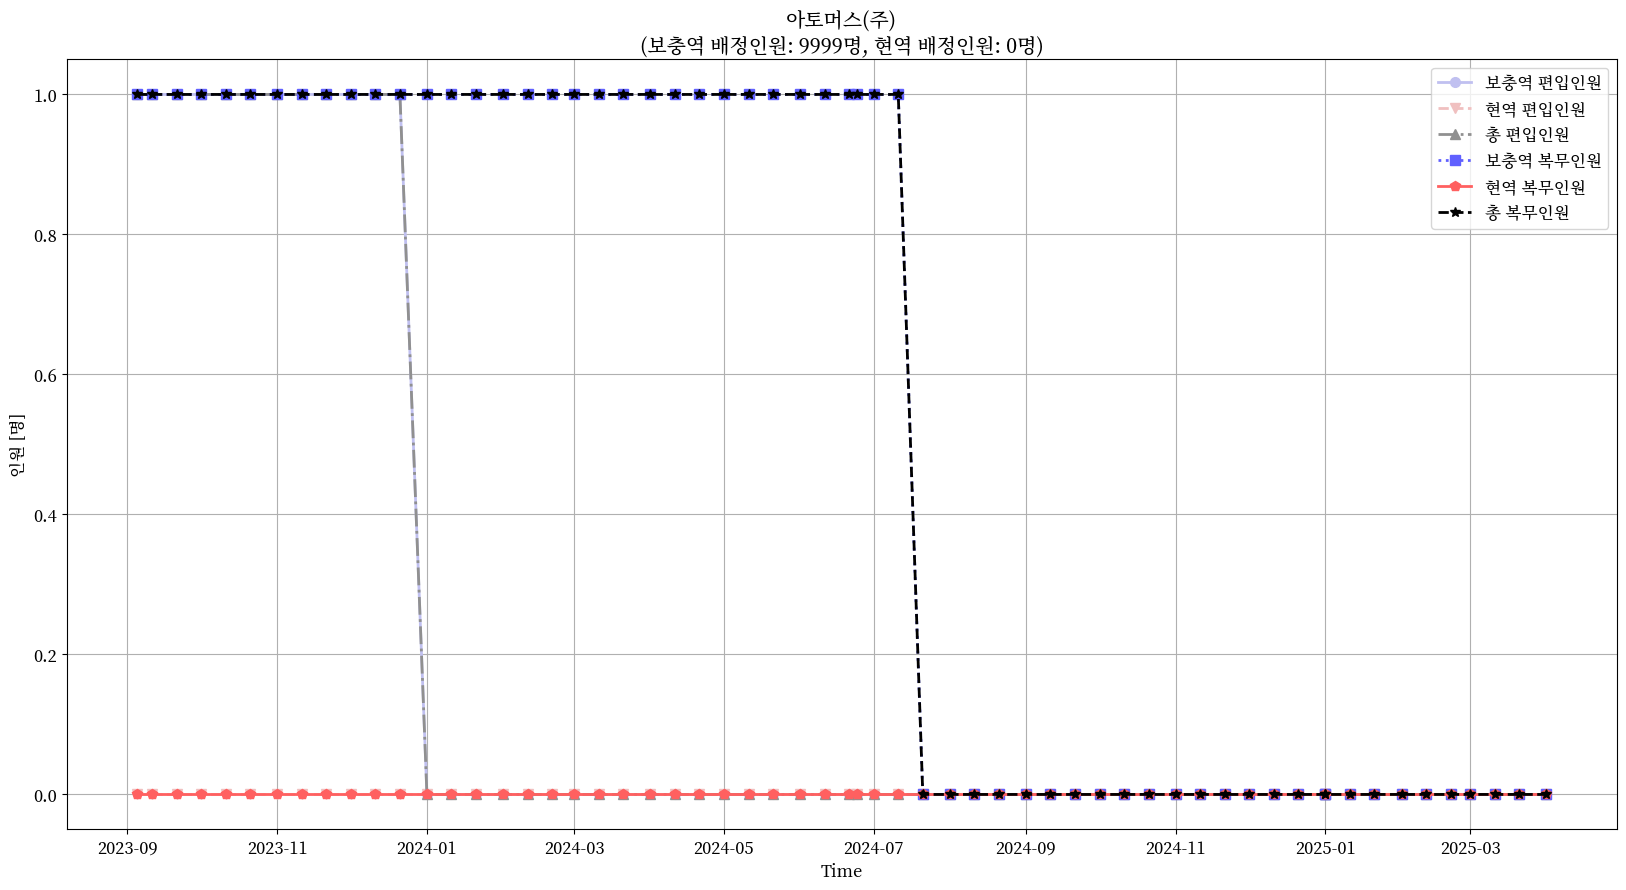 아토머스(주)
(보충역 배정인원: 9999명, 현역 배정인원: 0명)
보충역 편입인원
현역 편입인원
총 편입인원
보충역 복무인원
현역 복무인원
총 복무인원
인원 [명]
1.0
0.8
0.6
0.4
0.2
0.0
2023-09 2023-11 2024-01 2024-03 2024-05 2024-07 2024-09 2024-11 2025-01 2025-03
Time